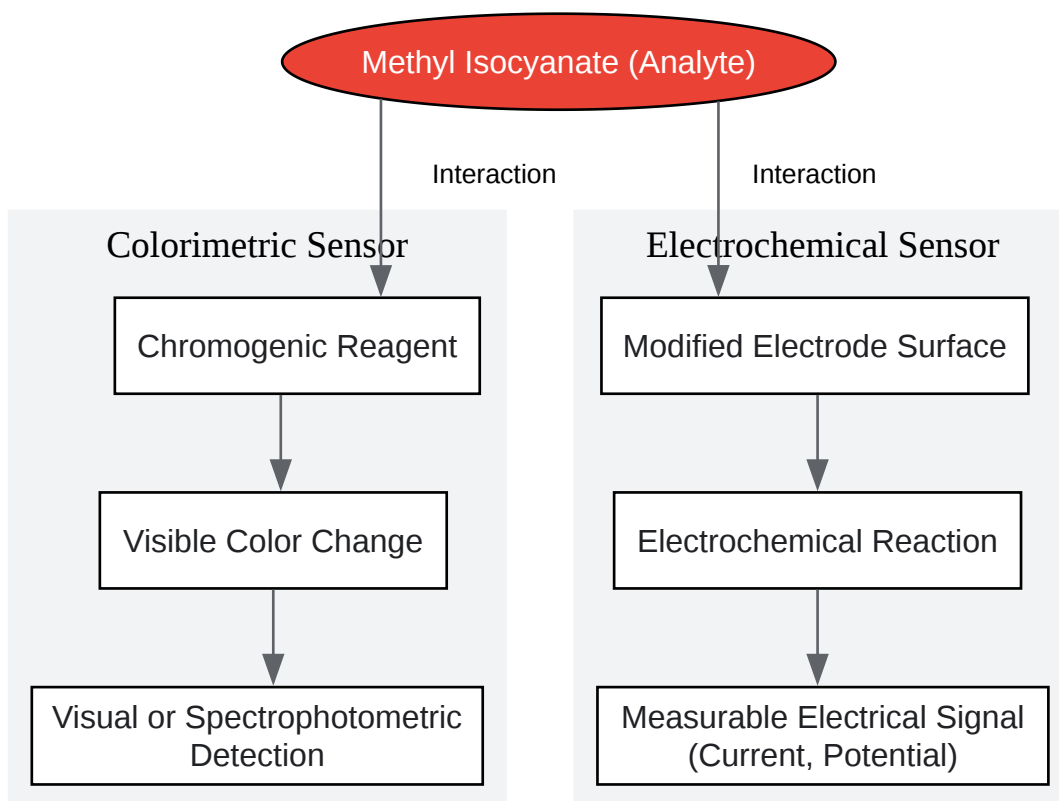 Methyl Isocyanate (Analyte)
Interaction
Interaction
Colorimetric Sensor
Chromogenic Reagent
Visible Color Change
Visual or Spectrophotometric
Detection
Electrochemical Sensor
Modified Electrode Surface
Electrochemical Reaction
Measurable Electrical Signal
(Current, Potential)